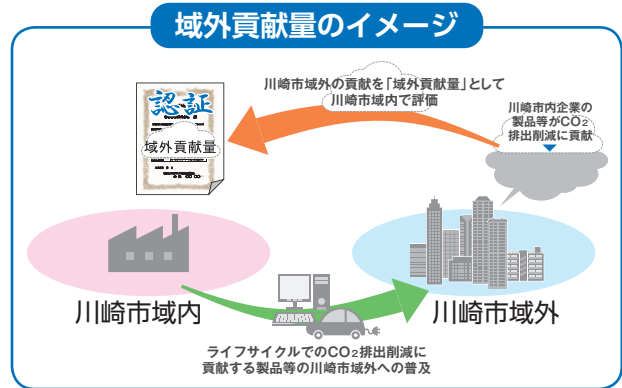 域外貢献量のイメージ
川崎市域外の貢献を「域外貢献量」として
川崎市域内で評価
川崎市内企業の
製品等がCO2
排出削減に貢献
認証
域外貢献量
川崎市域内
川崎市域外
ライフサイクルでのCO2排出削減に
貢献する製品等の川崎市域外への普及